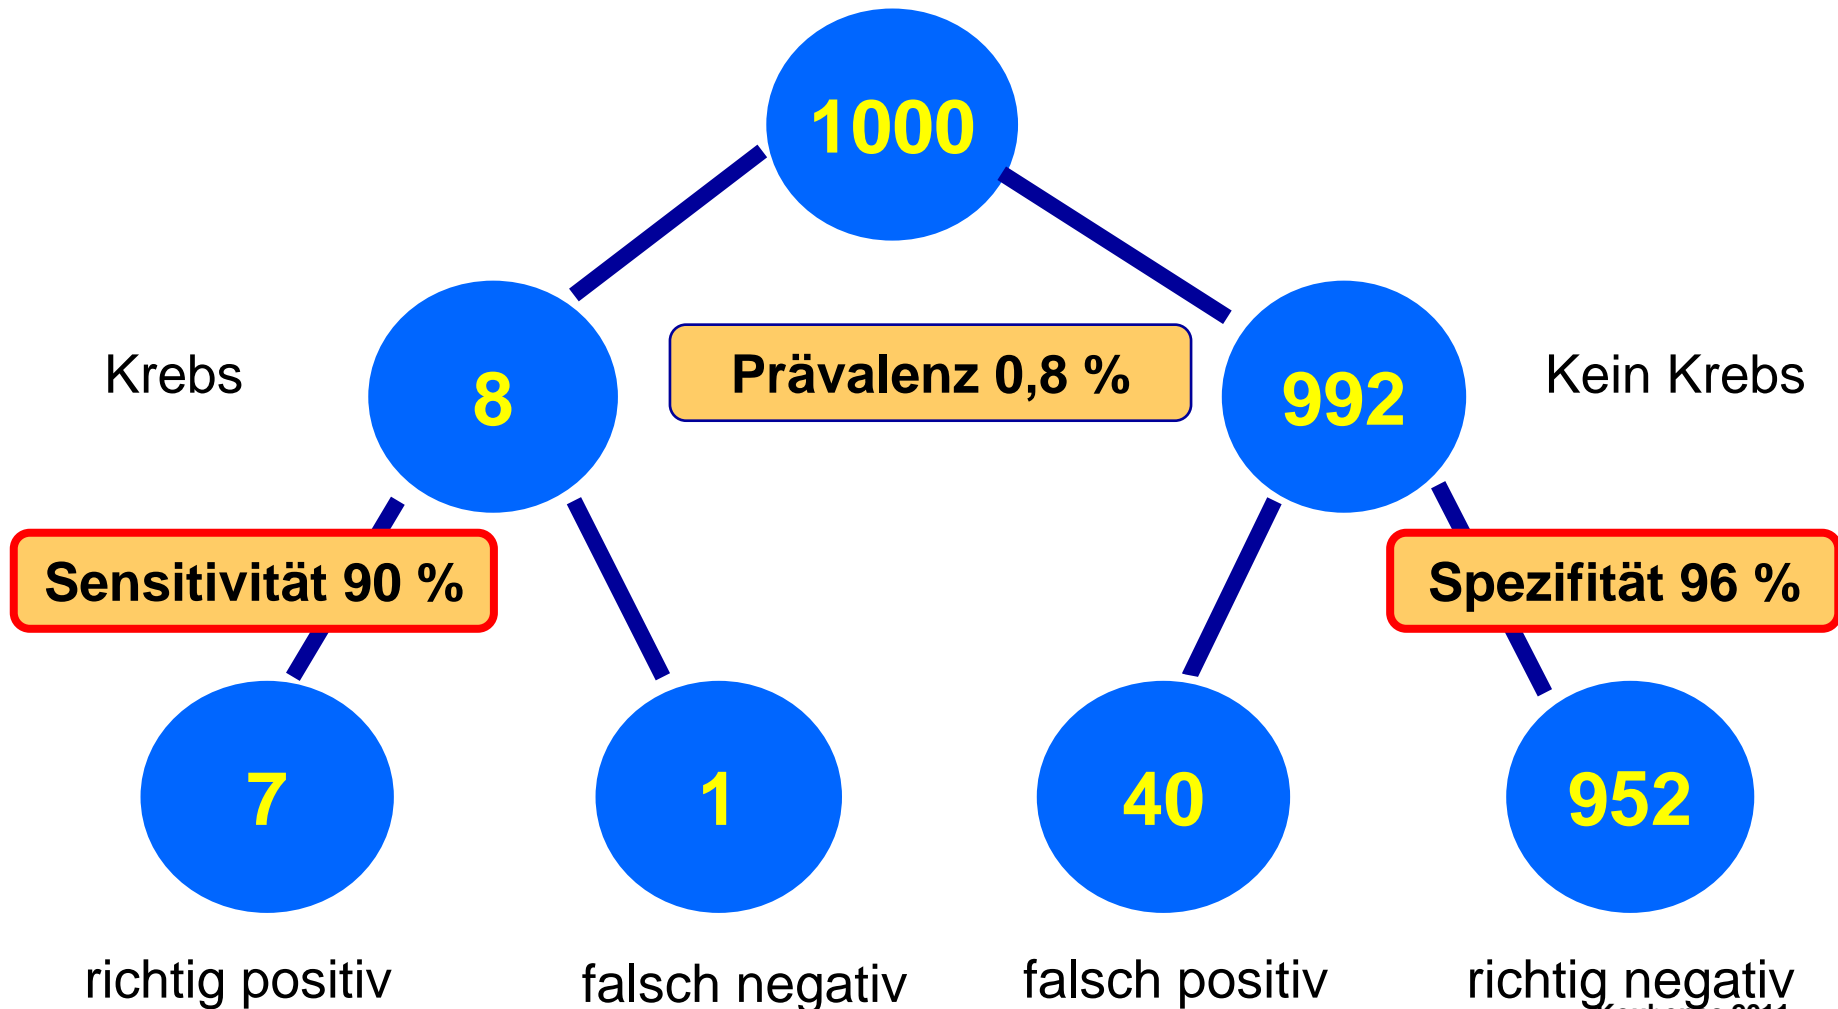 1000
Krebs
8
Prävalenz 0,8 %
992
Kein Krebs
Sensitivität 90 %
Spezifität 96 %
7
1
40
952
richtig positiv
falsch negativ
falsch positiv
richtig negativ
2011